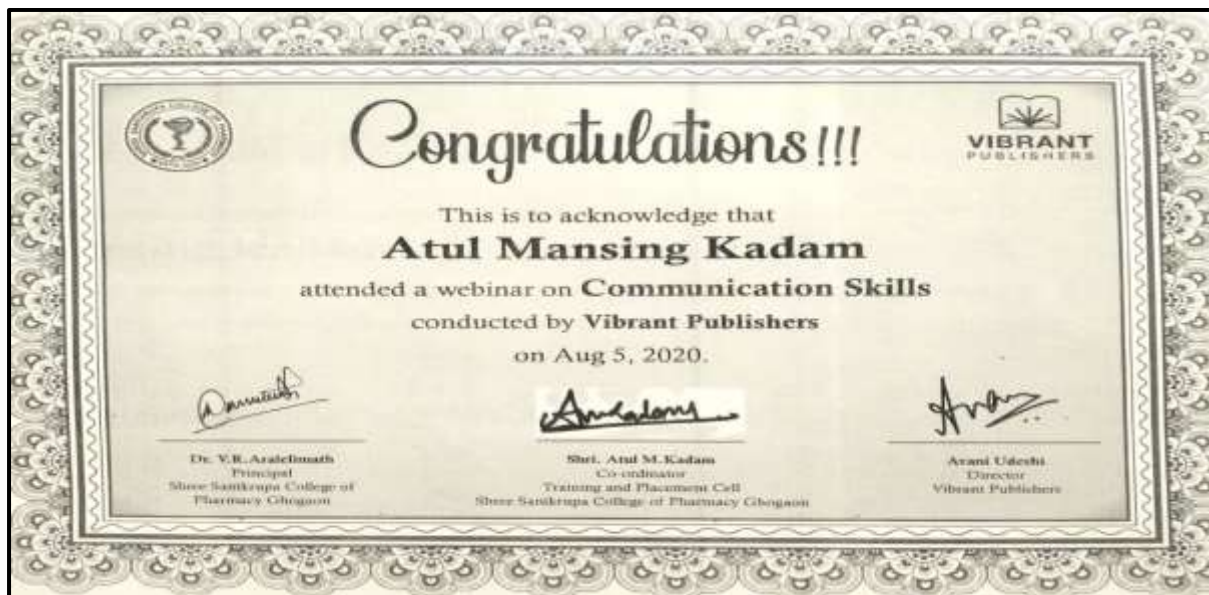 Congratulations!!!
VIBRANT
PUBLISHERS
This is to acknowledge that
Atul Mansing Kadam
attended a webinar on Communication Skills
conducted by Vibrant Publishers
on Aug 5, 2020.
Dr. V.R. Aralelimath
Principal
Shree Santkrupa College of
Pharmacy Ghogaon
Shri. Atul M. Kadam
Co-ordinator
Training and Placement Cell
Shree Santkrupa College of Pharmacy Ghogaon
Avani Udeshi
Director
Vibrant Publishers